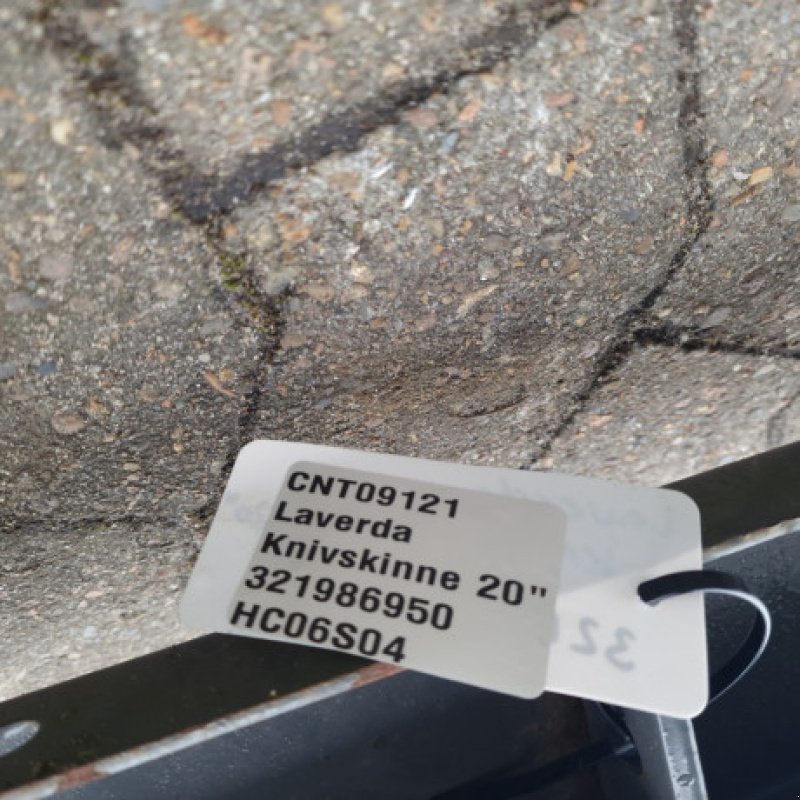 CNT09121
Laverda
Knivskinne 20"
321986950
HC06S04